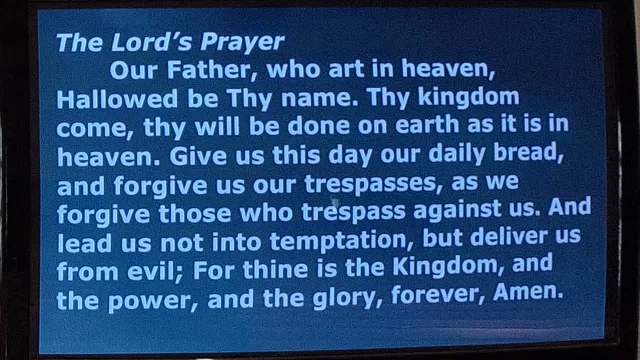 The Lord's Prayer
Our Father, who art in heaven,
Hallowed be Thy name. Thy kingdom
come, thy will be done on earth as it is in
heaven. Give us this day our daily bread,
and forgive us our trespasses, as we
forgive those who trespass against us. And
lead us not into temptation, but deliver us
from evil; For thine is the Kingdom, and
the power, and the glory, forever, Amen.